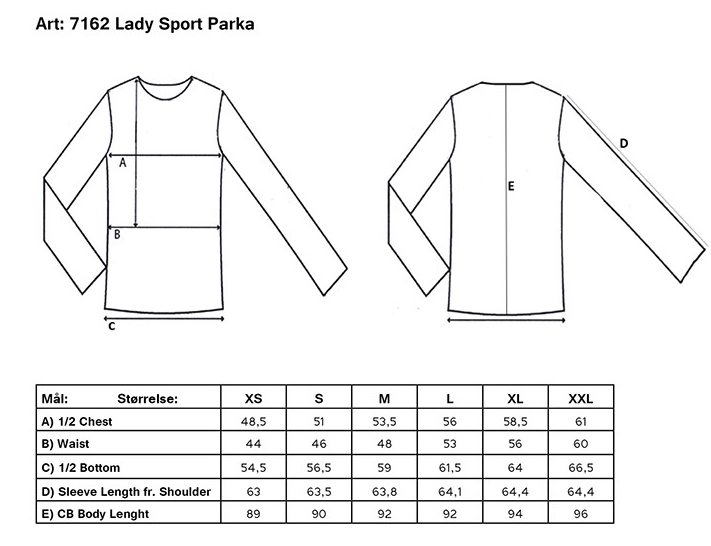 Art: 7162 Lady Sport Parka
A
B
C
D
E
Mål: Størrelse: XS S M L XL XXL
A) 1/2 Chest 48,5 51 53,5 56 58,5 61
B) Waist 44 46 48 53 56 60
C) 1/2 Bottom 54,5 56,5 59 61,5 64 66,5
D) Sleeve Length fr. Shoulder 63 63,5 63,8 64,1 64,4 64,4
E) CB Body Lenght 89 90 92 92 94 96